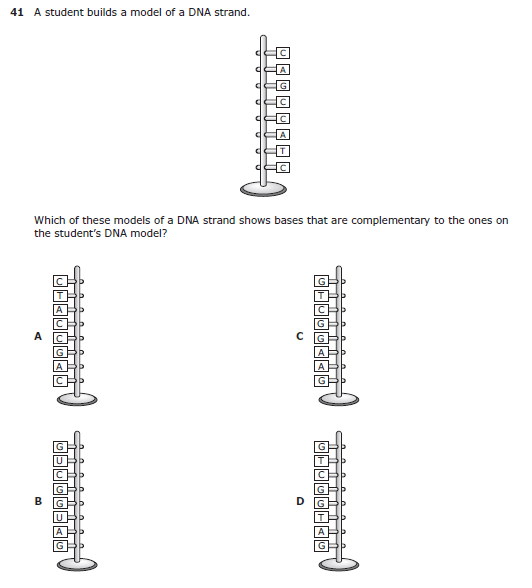 41 A student builds a model of a DNA strand.
C
A
G
C
C
A
T
C
Which of these models of a DNA strand shows bases that are complementary to the ones on
the student's DNA model?
A
C
T
A
C
C
G
A
C
C
G
T
C
G
G
A
A
G
B
G
U
C
G
G
U
A
G
D
G
T
C
G
G
T
A
G